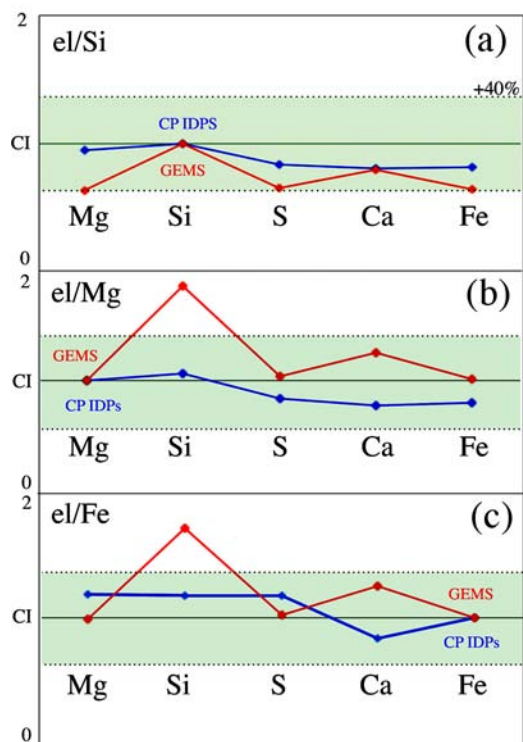 2
el/Si (a)
+40%
CP IDPS
CI
GEMS
Mg Si S Ca Fe
0
2
el/Mg (b)
GEMS
CI
CP IDPs
Mg Si S Ca Fe
0
2
el/Fe (c)
GEMS
CI
CP IDPs
Mg Si S Ca Fe
0